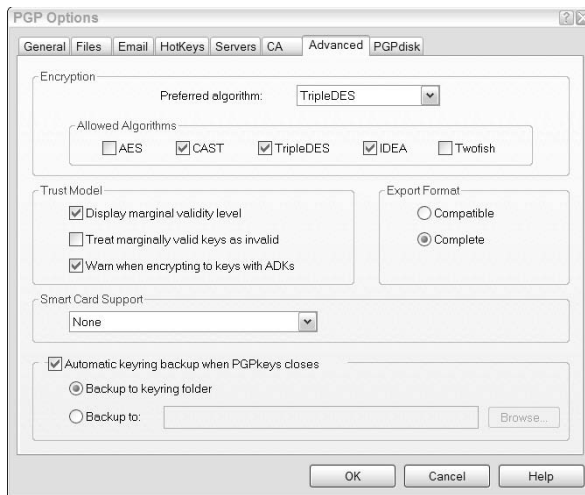 PGP Options
General Files Email HotKeys Servers CA Advanced PGPdisk
Encryption
Preferred algorithm: TripleDES
Allowed Algorithms
AES CAST TripleDES IDEA Twofish
Trust Model
Display marginal validity level
Treat marginally valid keys as invalid
Warn when encrypting to keys with ADKs
Export Format
Compatible
Complete
Smart Card Support
None
Automatic keyring backup when PGPkeys closes
Backup to keyring folder
Backup to: Browse...
OK Cancel Help